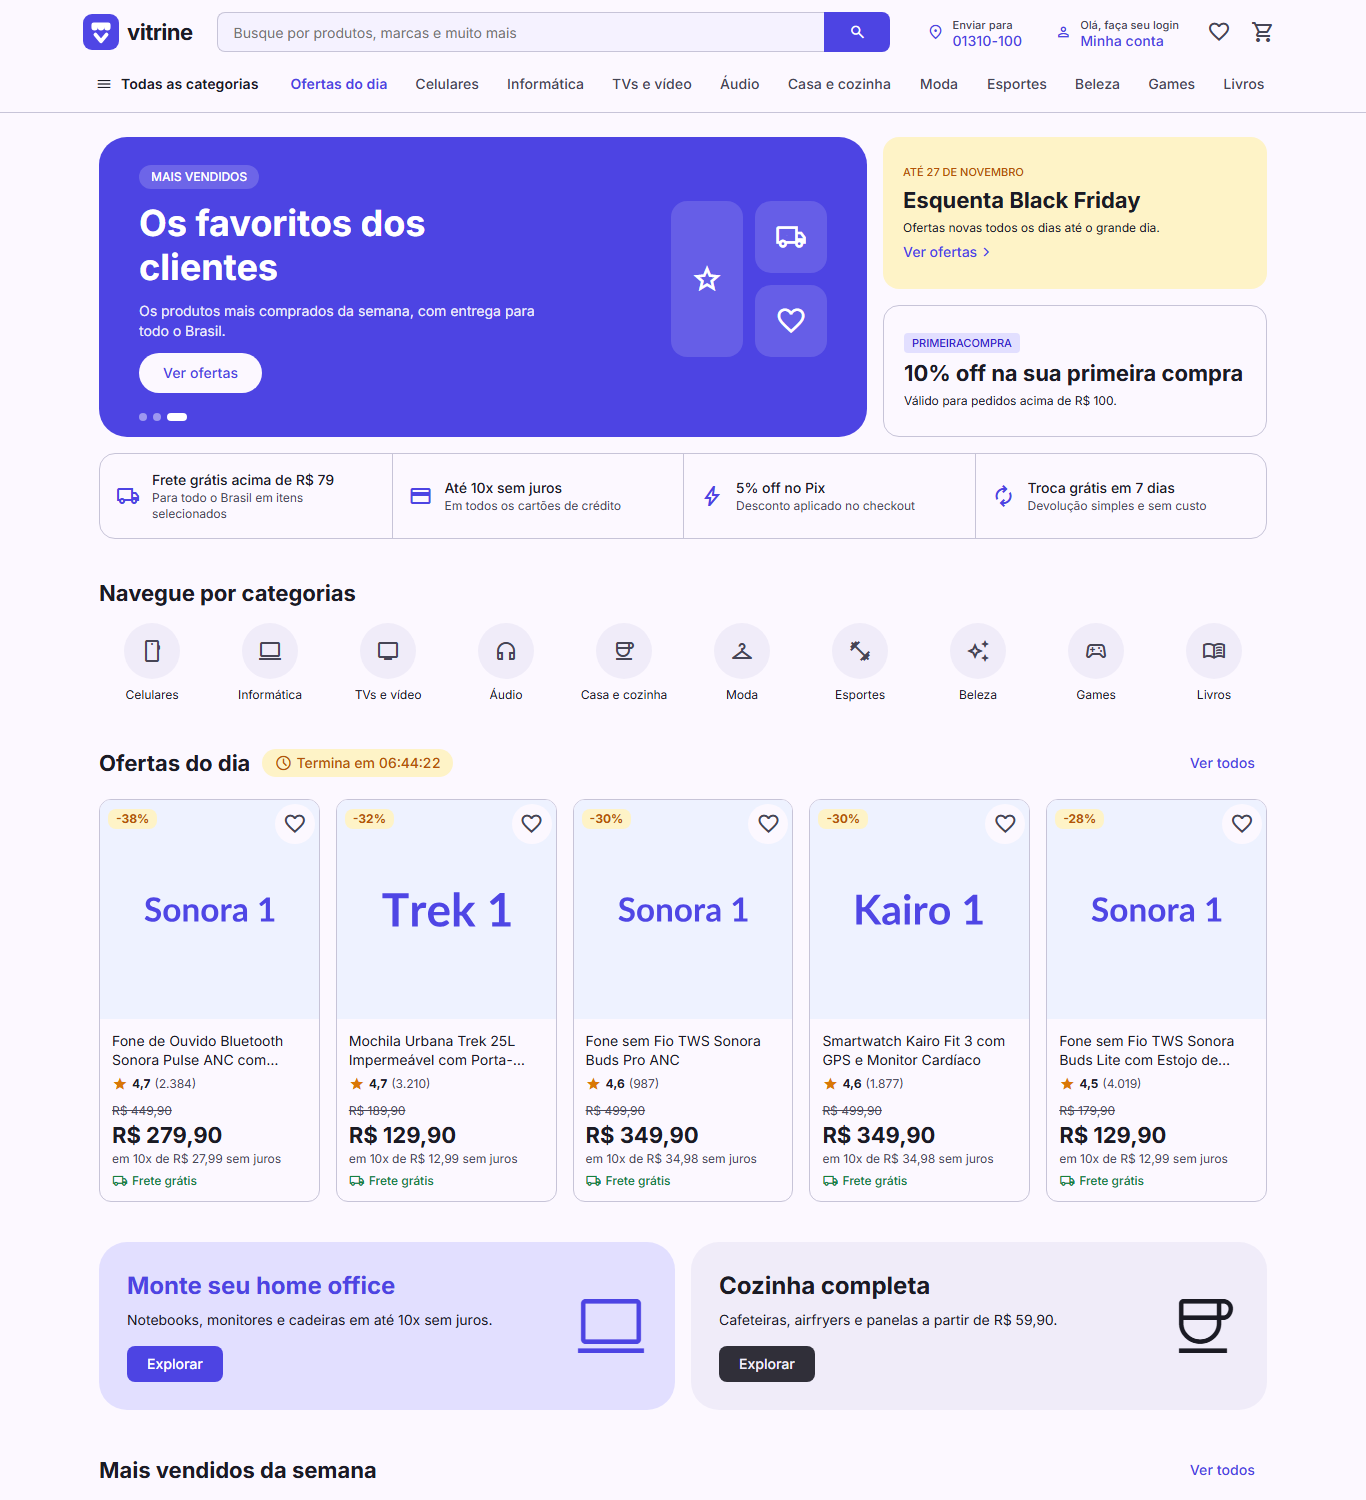 vitrine
Busque por produtos, marcas e muito mais
Enviar para
01310-100
Olá, faça seu login
Minha conta
Todas as categorias
Ofertas do dia
Celulares
Informática
TVs e vídeo
Áudio
Casa e cozinha
Moda
Esportes
Beleza
Games
Livros
MAIS VENDIDOS
Os favoritos dos
clientes
Os produtos mais comprados da semana, com entrega para
todo o Brasil.
Ver ofertas
ATÉ 27 DE NOVEMBRO
Esquenta Black Friday
Ofertas novas todos os dias até o grande dia.
Ver ofertas
PRIMEIRACOMPRA
10% off na sua primeira compra
Válido para pedidos acima de R$ 100.
Frete grátis acima de R$ 79
Para todo o Brasil em itens
selecionados
Até 10x sem juros
Em todos os cartões de crédito
5% off no Pix
Desconto aplicado no checkout
Troca grátis em 7 dias
Devolução simples e sem custo
Navegue por categorias
Celulares
Informática
TVs e vídeo
Áudio
Casa e cozinha
Moda
Esportes
Beleza
Games
Livros
Ofertas do dia
Termina em 06:44:22
Ver todos
-38%
Sonora 1
Fone de Ouvido Bluetooth
Sonora Pulse ANC com...
4,7 (2.384)
R$ 449,90
R$ 279,90
em 10x de R$ 27,99 sem juros
Frete grátis
-32%
Trek 1
Mochila Urbana Trek 25L
Impermeável com Porta-...
4,7 (3.210)
R$ 189,90
R$ 129,90
em 10x de R$ 12,99 sem juros
Frete grátis
-30%
Sonora 1
Fone sem Fio TWS Sonora
Buds Pro ANC
4,6 (987)
R$ 499,90
R$ 349,90
em 10x de R$ 34,98 sem juros
Frete grátis
-30%
Kairo 1
Smartwatch Kairo Fit 3 com
GPS e Monitor Cardíaco
4,6 (1.877)
R$ 499,90
R$ 349,90
em 10x de R$ 34,98 sem juros
Frete grátis
-28%
Sonora 1
Fone sem Fio TWS Sonora
Buds Lite com Estojo de...
4,5 (4.019)
R$ 179,90
R$ 129,90
em 10x de R$ 12,99 sem juros
Frete grátis
Monte seu home office
Notebooks, monitores e cadeiras em até 10x sem juros.
Explorar
Cozinha completa
Cafeteiras, airfryers e panelas a partir de R$ 59,90.
Explorar
Mais vendidos da semana
Ver todos